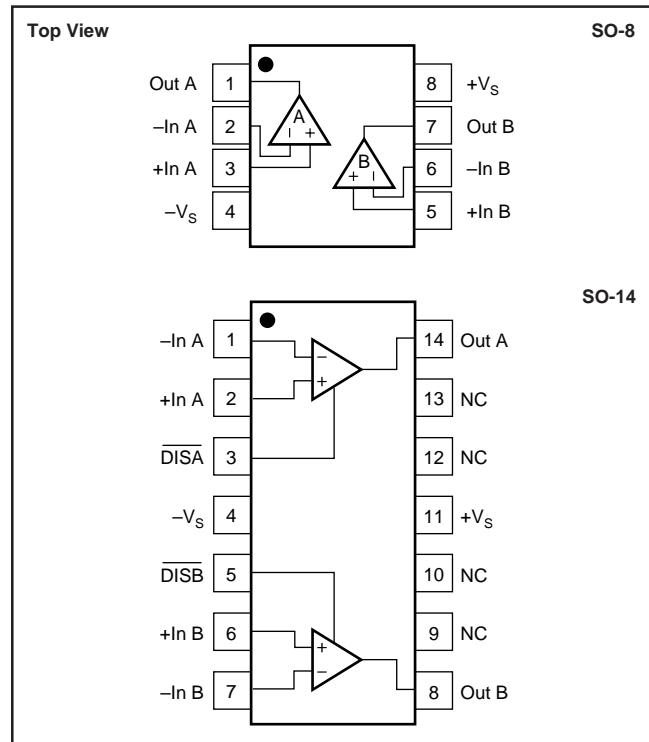 Top View SO-8
Out A 1 8 +VS
–In A 2 7 Out B
+In A 3 6 –In B
–VS 4 5 +In B
A
– +
B
+ –
SO-14
–In A 1 14 Out A
+In A 2 13 NC
DISA 3 12 NC
–VS 4 11 +VS
DISB 5 10 NC
+In B 6 9 NC
–In B 7 8 Out B
–
+
+
–